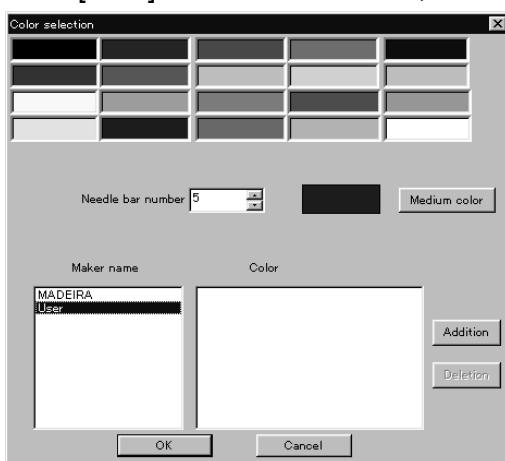 Color selection
Needle bar number 5
Medium color
Maker name
Color
MADEIRA
User
Addition
Deletion
OK
Cancel